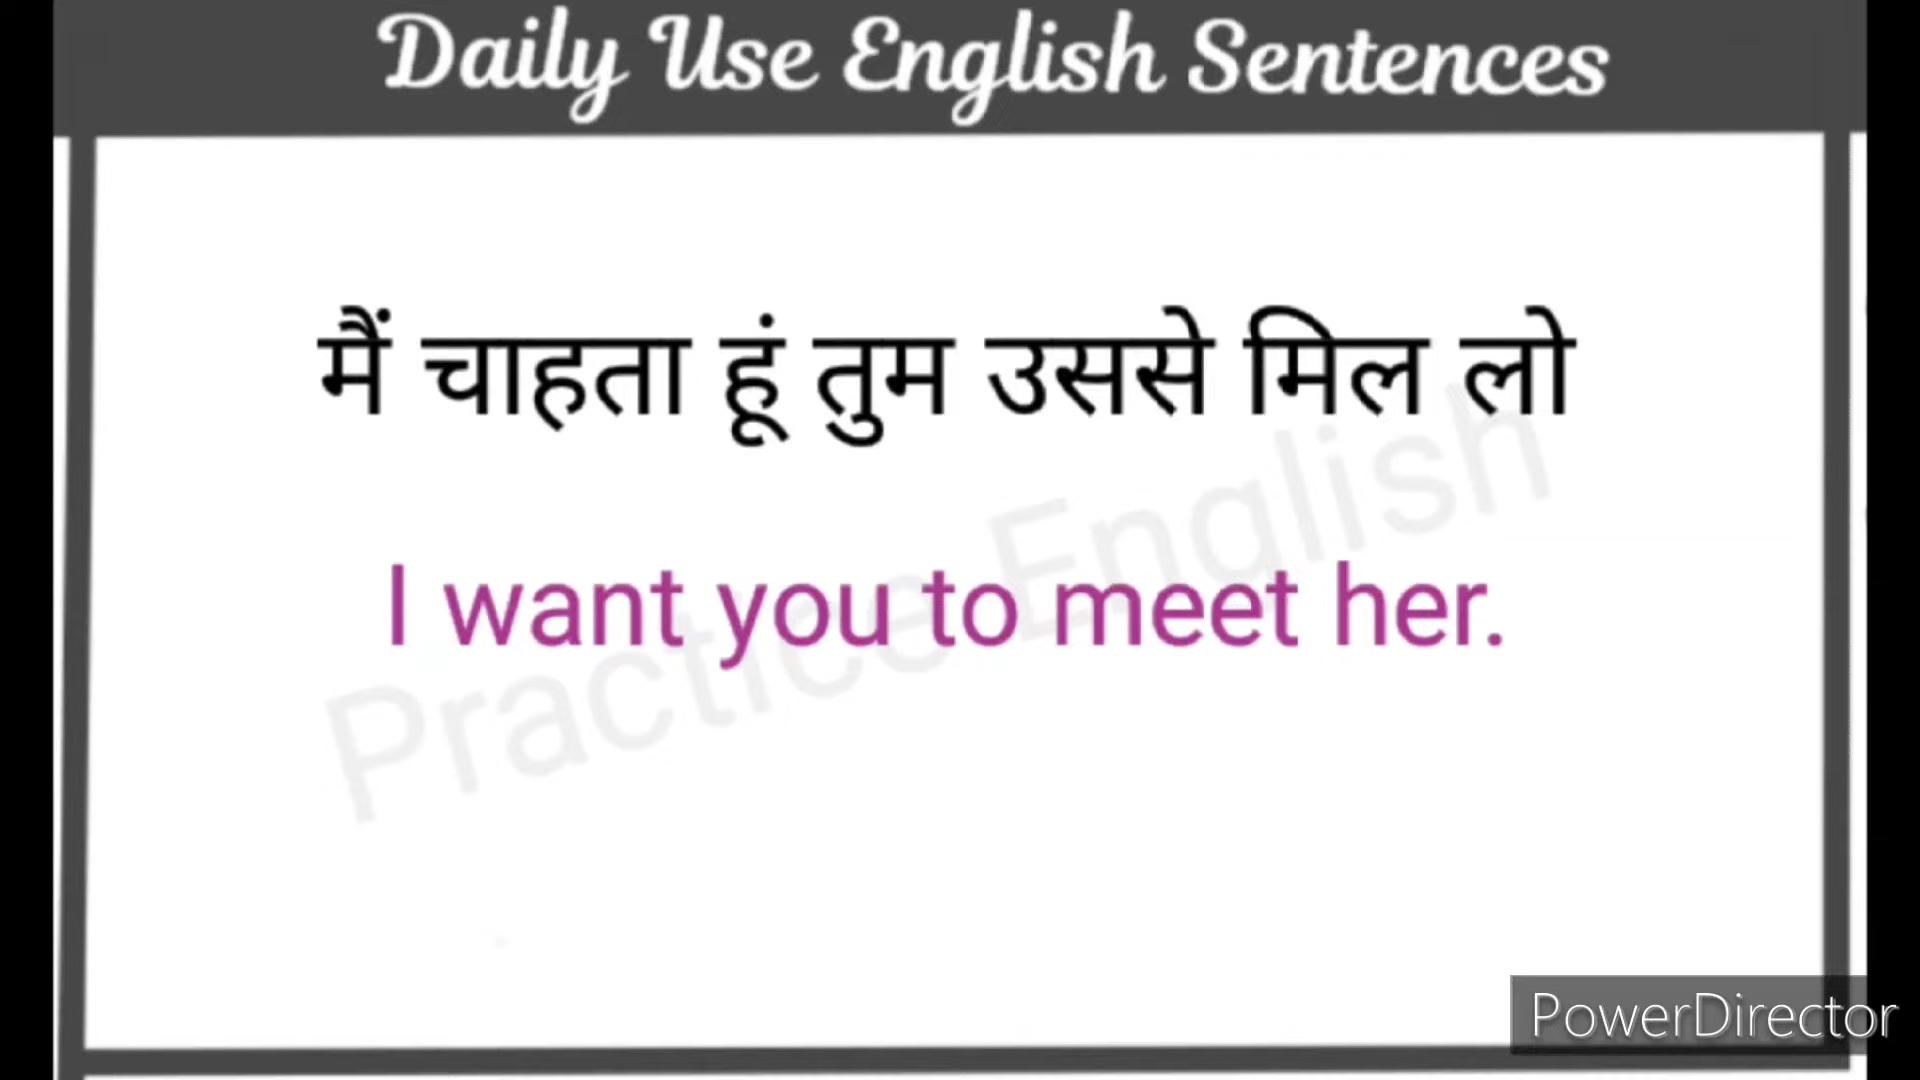 Daily Use English Sentences
मैं चाहता हूं तुम उससे मिल लो
I want you to meet her.
Practice English
PowerDirector